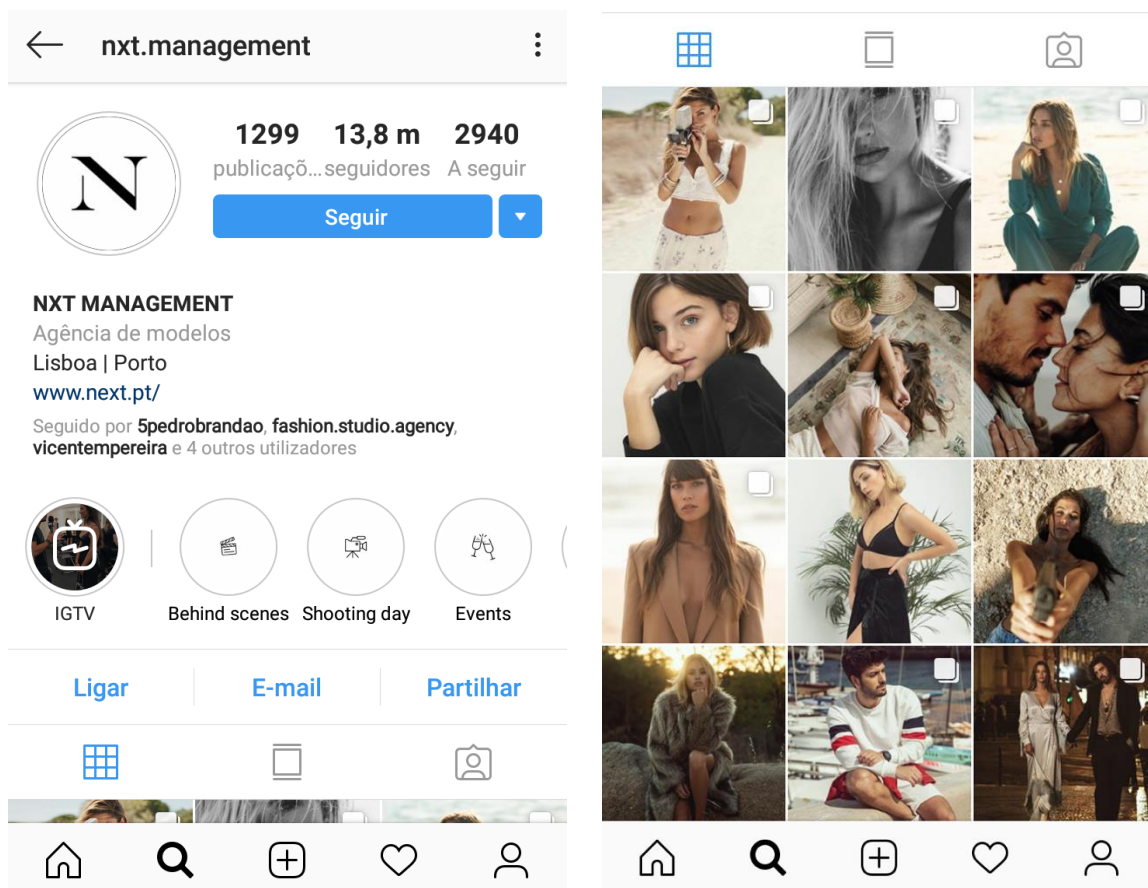 nxt.management
N
1299 13,8 m 2940
publicaçõ... seguidores A seguir
Seguir
NXT MANAGEMENT
Agência de modelos
Lisboa | Porto
www.next.pt/
Seguido por 5pedrobrandao, fashion.studio.agency,
vicentempereira e 4 outros utilizadores
IGTV Behind scenes Shooting day Events
Ligar E-mail Partilhar